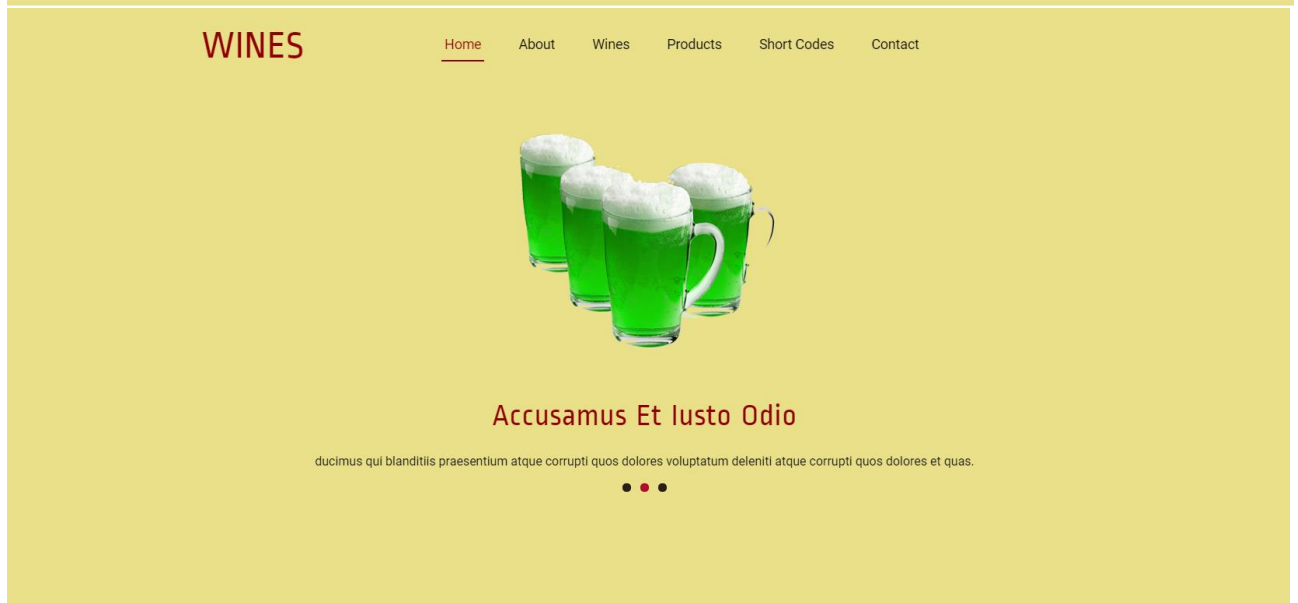 WINES
Home About Wines Products Short Codes Contact
Accusamus Et Iusto Odio
ducimus qui blanditiis praesentium atque corrupti quos dolores voluptatum deleniti atque corrupti quos dolores et quas.